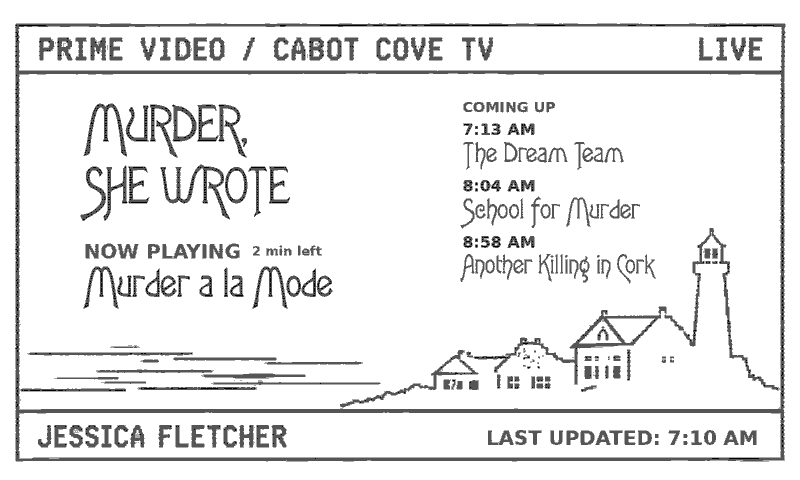 PRIME VIDEO / CABOT COVE TV
LIVE
MURDER,
SHE WROTE
NOW PLAYING 2 min left
Murder a la Mode
COMING UP
7:13 AM
The Dream Team
8:04 AM
School for Murder
8:58 AM
Another Killing in Cork
JESSICA FLETCHER
LAST UPDATED: 7:10 AM